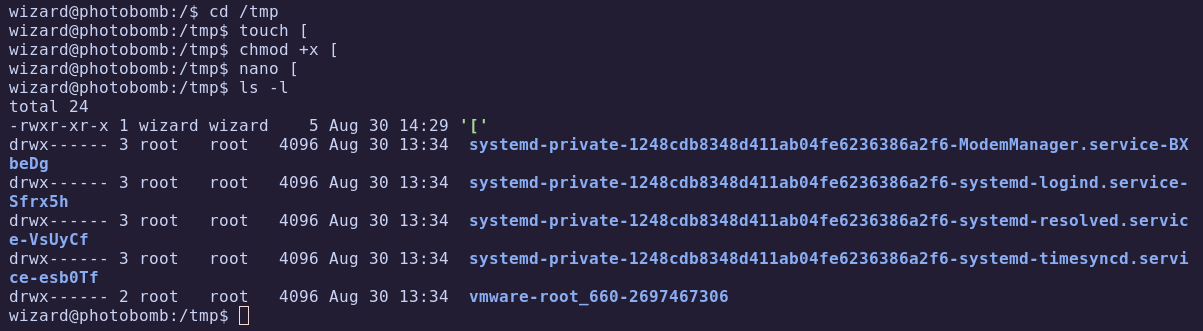 wizard@photobomb:/$ cd /tmp
wizard@photobomb:/tmp$ touch [
wizard@photobomb:/tmp$ chmod +x [
wizard@photobomb:/tmp$ nano [
wizard@photobomb:/tmp$ ls -l
total 24
-rwxr-xr-x 1 wizard wizard    5 Aug 30 14:29 '['
drwx------ 3 root   root   4096 Aug 30 13:34  systemd-private-1248cdb8348d411ab04fe6236386a2f6-ModemManager.service-BX
beDg
drwx------ 3 root   root   4096 Aug 30 13:34  systemd-private-1248cdb8348d411ab04fe6236386a2f6-systemd-logind.service-
Sfrx5h
drwx------ 3 root   root   4096 Aug 30 13:34  systemd-private-1248cdb8348d411ab04fe6236386a2f6-systemd-resolved.servic
e-VsUyCf
drwx------ 3 root   root   4096 Aug 30 13:34  systemd-private-1248cdb8348d411ab04fe6236386a2f6-systemd-timesyncd.servi
ce-esb0Tf
drwx------ 2 root   root   4096 Aug 30 13:34  vmware-root_660-2697467306
wizard@photobomb:/tmp$